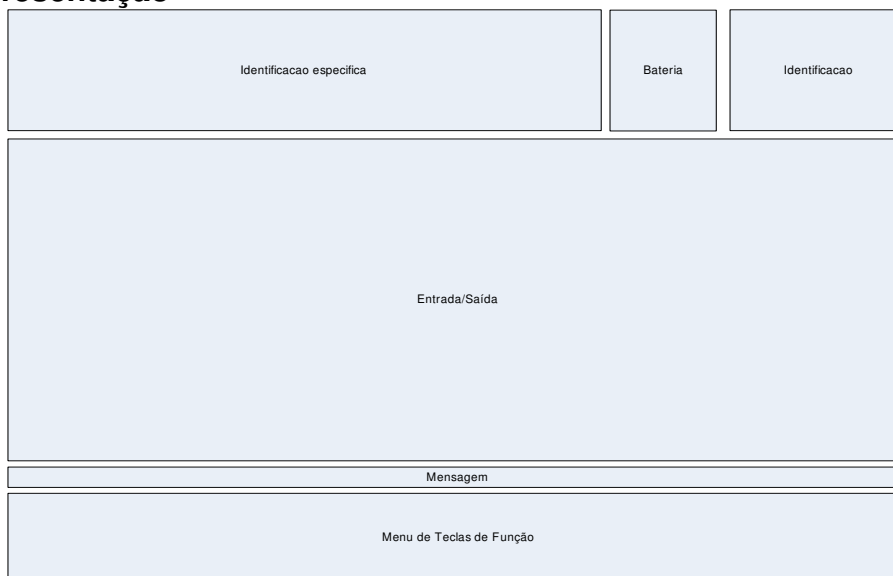 Identificacao especifica
Bateria
Identificacao
Entrada/Saída
Mensagem
Menu de Teclas de Função